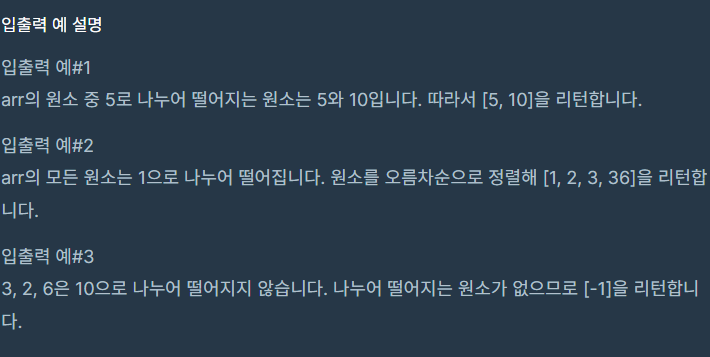 입출력 예 설명
입출력 예#1
arr의 원소 중 5로 나누어 떨어지는 원소는 5와 10입니다. 따라서 [5, 10]을 리턴합니다.
입출력 예#2
arr의 모든 원소는 1으로 나누어 떨어집니다. 원소를 오름차순으로 정렬해 [1, 2, 3, 36]을 리턴합
니다.
입출력 예#3
3, 2, 6은 10으로 나누어 떨어지지 않습니다. 나누어 떨어지는 원소가 없으므로 [-1]을 리턴합니
다.